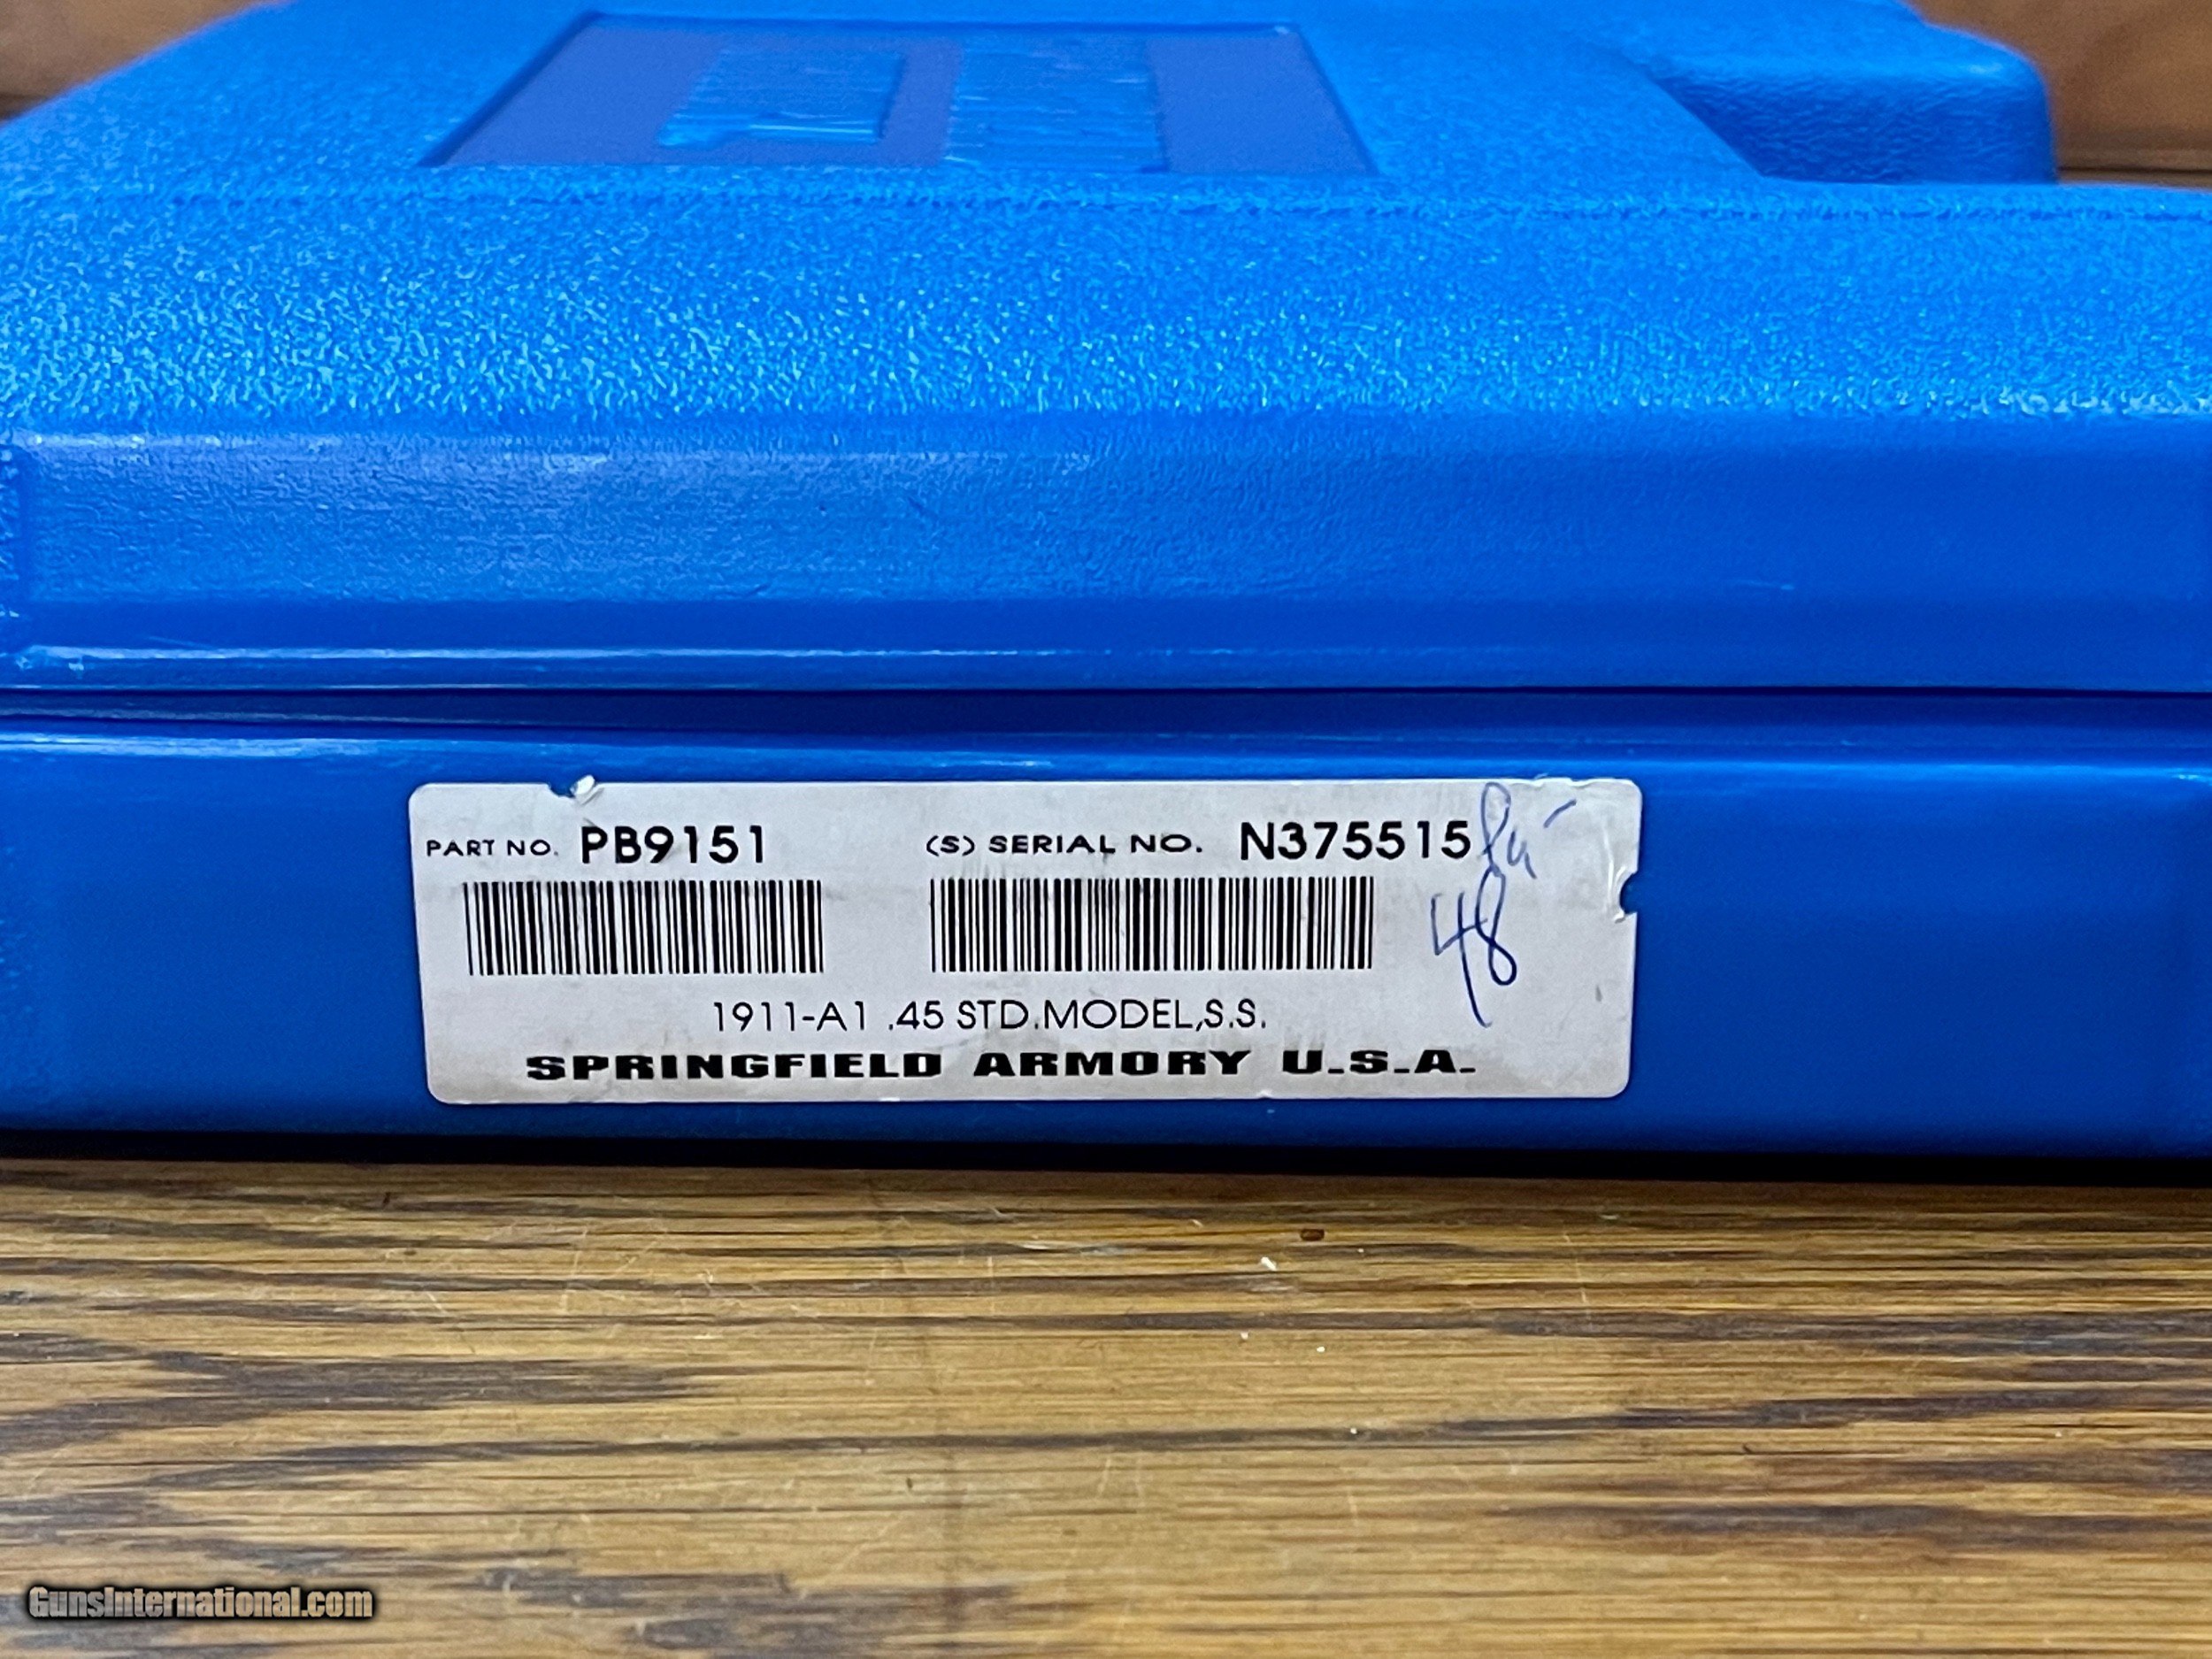 PART NO. PB9151 (S) SERIAL NO. N375515
48
1911-A1 .45 STD.MODEL,S.S.
SPRINGFIELD ARMORY U.S.A.
GunsInternational.com